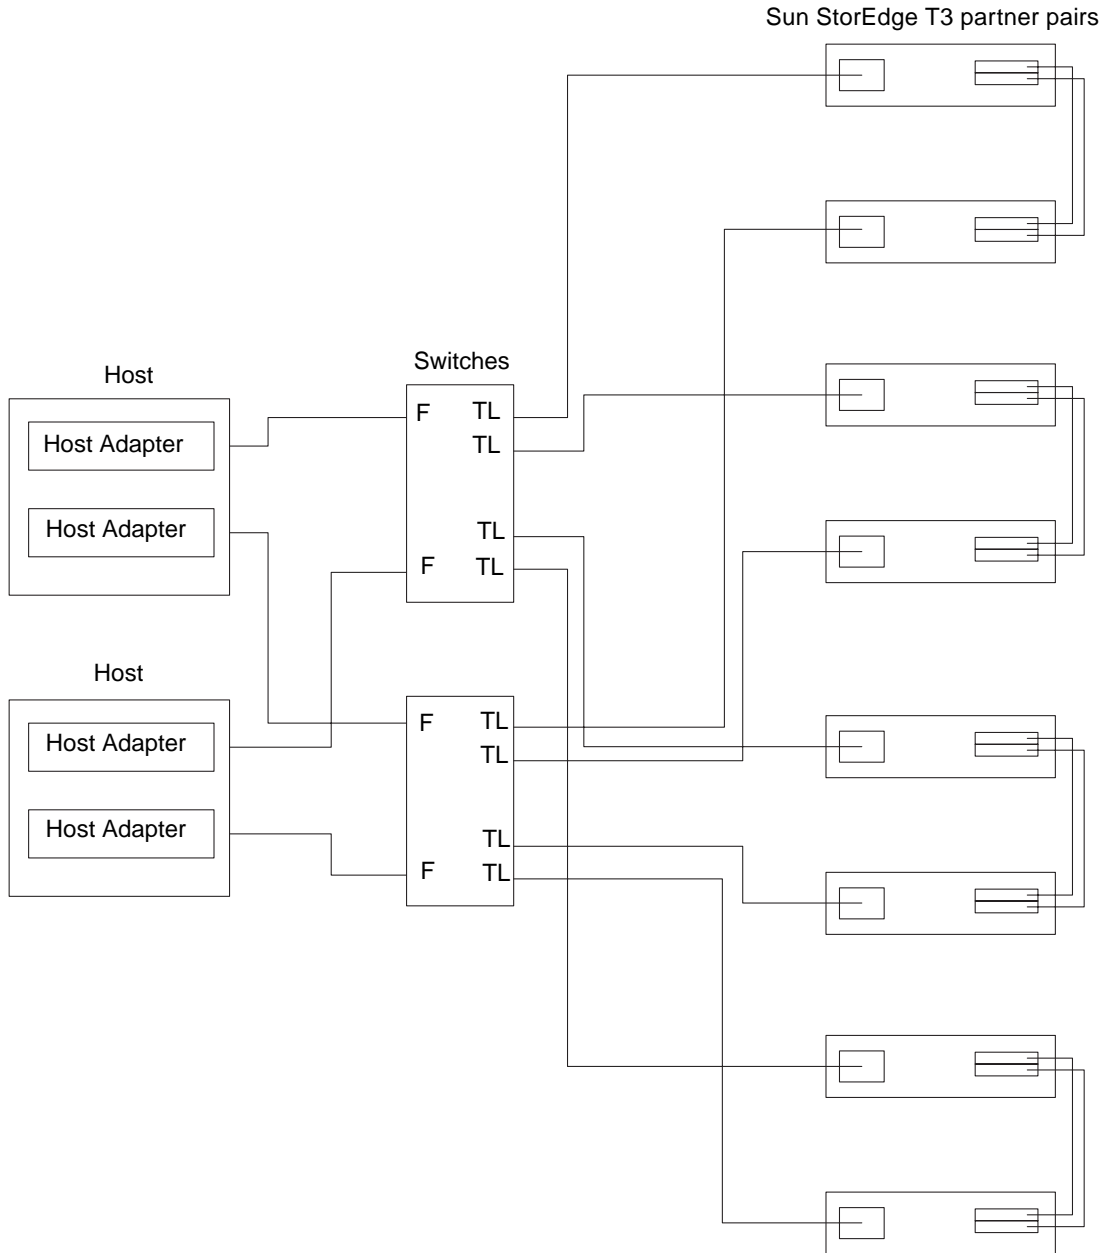 Sun StorEdge T3 partner pairs
Switches
Host
F TL
Host Adapter
TL
Host Adapter
TL
F TL
Host
F TL
Host Adapter
TL
Host Adapter
TL
F TL